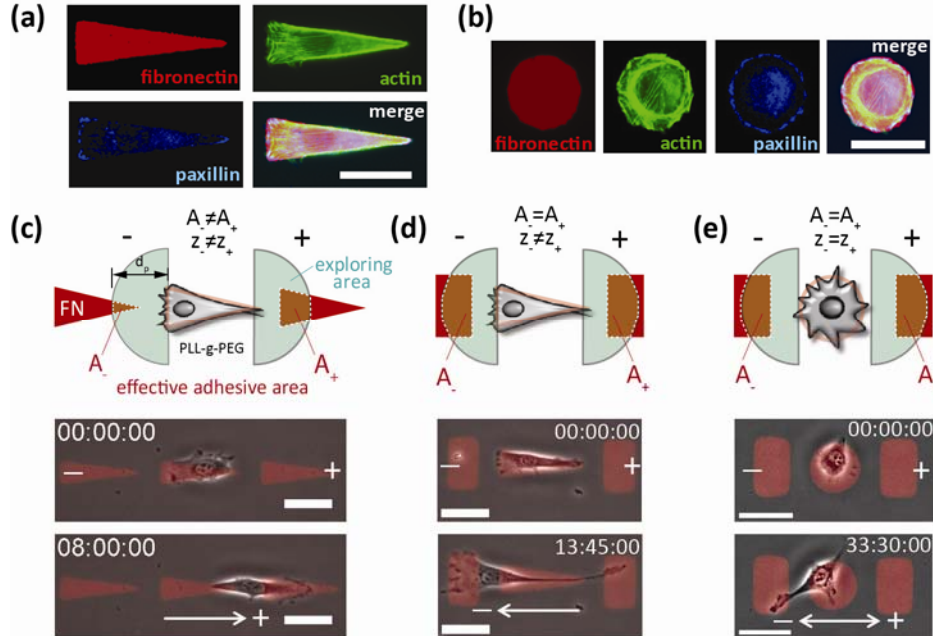 (a)
fibronectin
actin
paxillin
merge
(b)
fibronectin
actin
paxillin
merge
(c)
A₋≠A₊
z₋≠z₊
-
+
dₚ
exploring
area
FN
PLL-g-PEG
A₋
A₊
effective adhesive area
00:00:00
–
+
08:00:00
+
(d)
A₋=A₊
z₋≠z₊
-
+
A₋
A₊
00:00:00
–
+
13:45:00
–
(e)
A₋=A₊
z₋=z₊
-
+
A₋
A₊
00:00:00
–
+
33:30:00
–
+